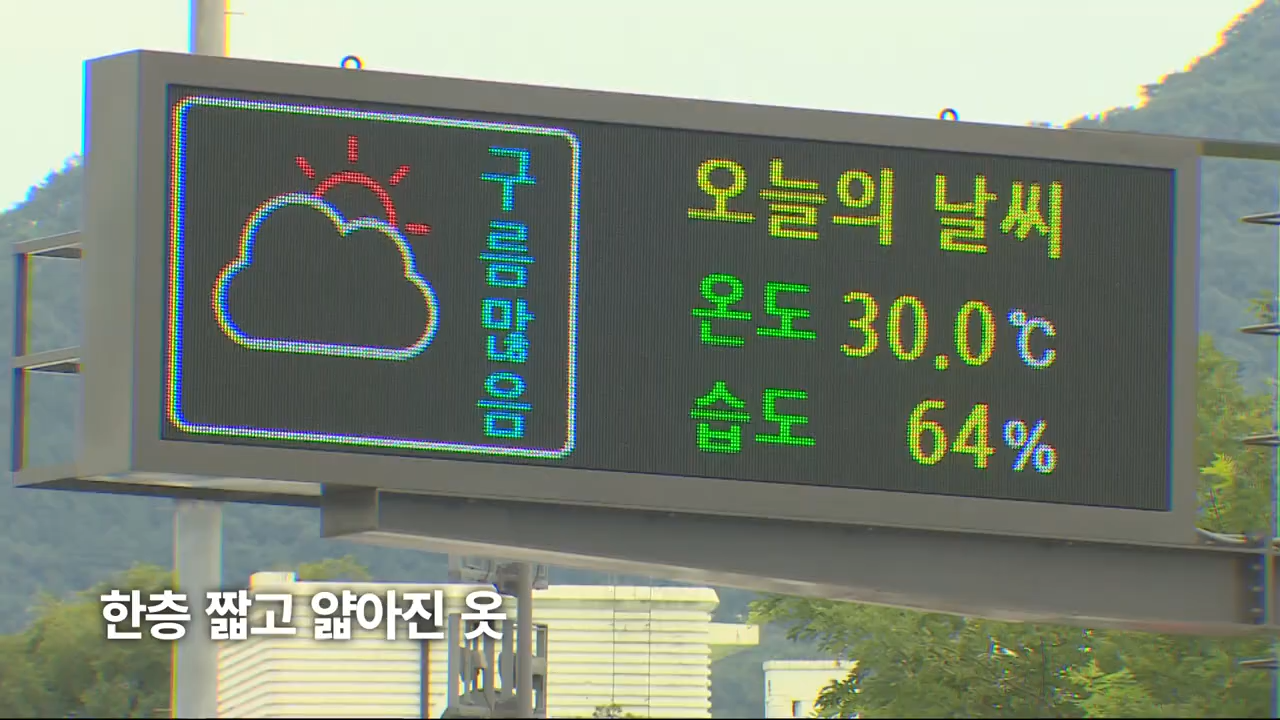 구름많음
오늘의 날씨
온도 30.0℃
습도 64%
한층 짧고 얇아진 옷